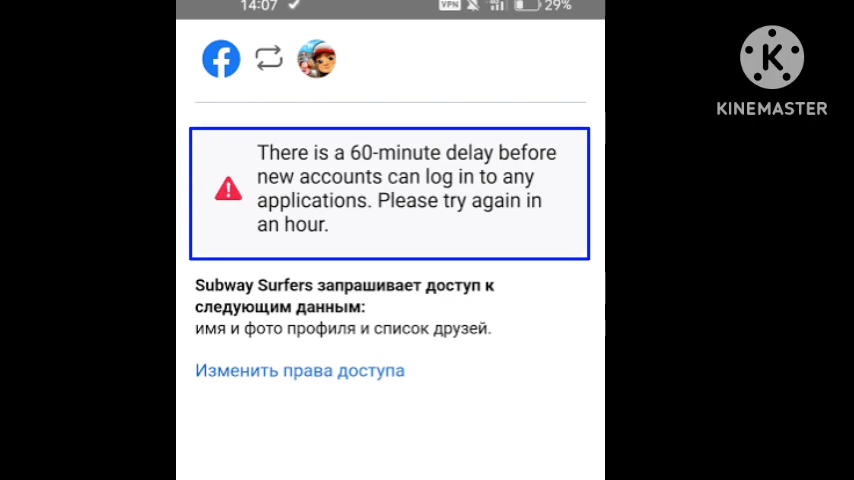 14:07
VPN 29%
K
KINEMASTER
There is a 60-minute delay before
new accounts can log in to any
applications. Please try again in
an hour.
Subway Surfers запрашивает доступ к
следующим данным:
имя и фото профиля и список друзей.
Изменить права доступа